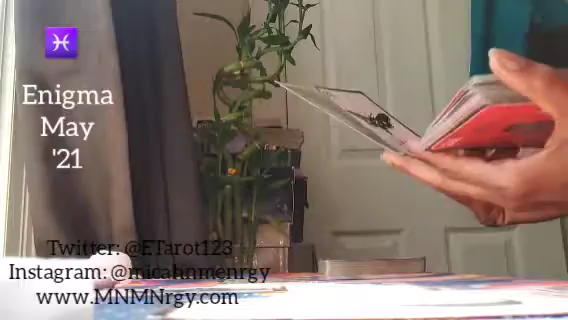 ♓
Enigma
May
'21
Twitter: @ETarot123
Instagram: @micahnmenrgy
www.MNMNrgy.com